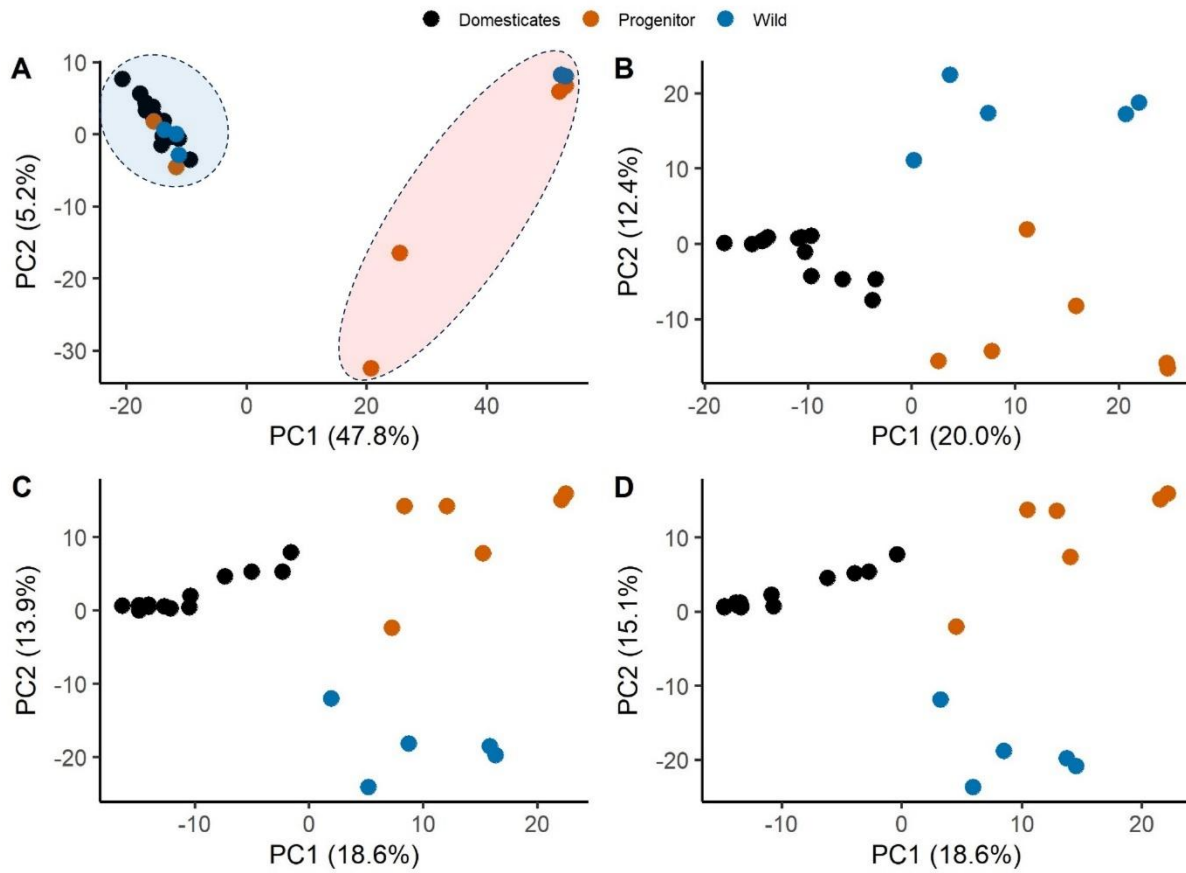 Domesticates Progenitor Wild
A
10
0
-10
-20
-30
PC2 (5.2%)
-20 0 20 40
PC1 (47.8%)
B
20
10
0
-10
PC2 (12.4%)
-20 -10 0 10 20
PC1 (20.0%)
C
10
0
-10
-20
PC2 (13.9%)
-10 0 10 20
PC1 (18.6%)
D
10
0
-10
-20
PC2 (15.1%)
-10 0 10 20
PC1 (18.6%)